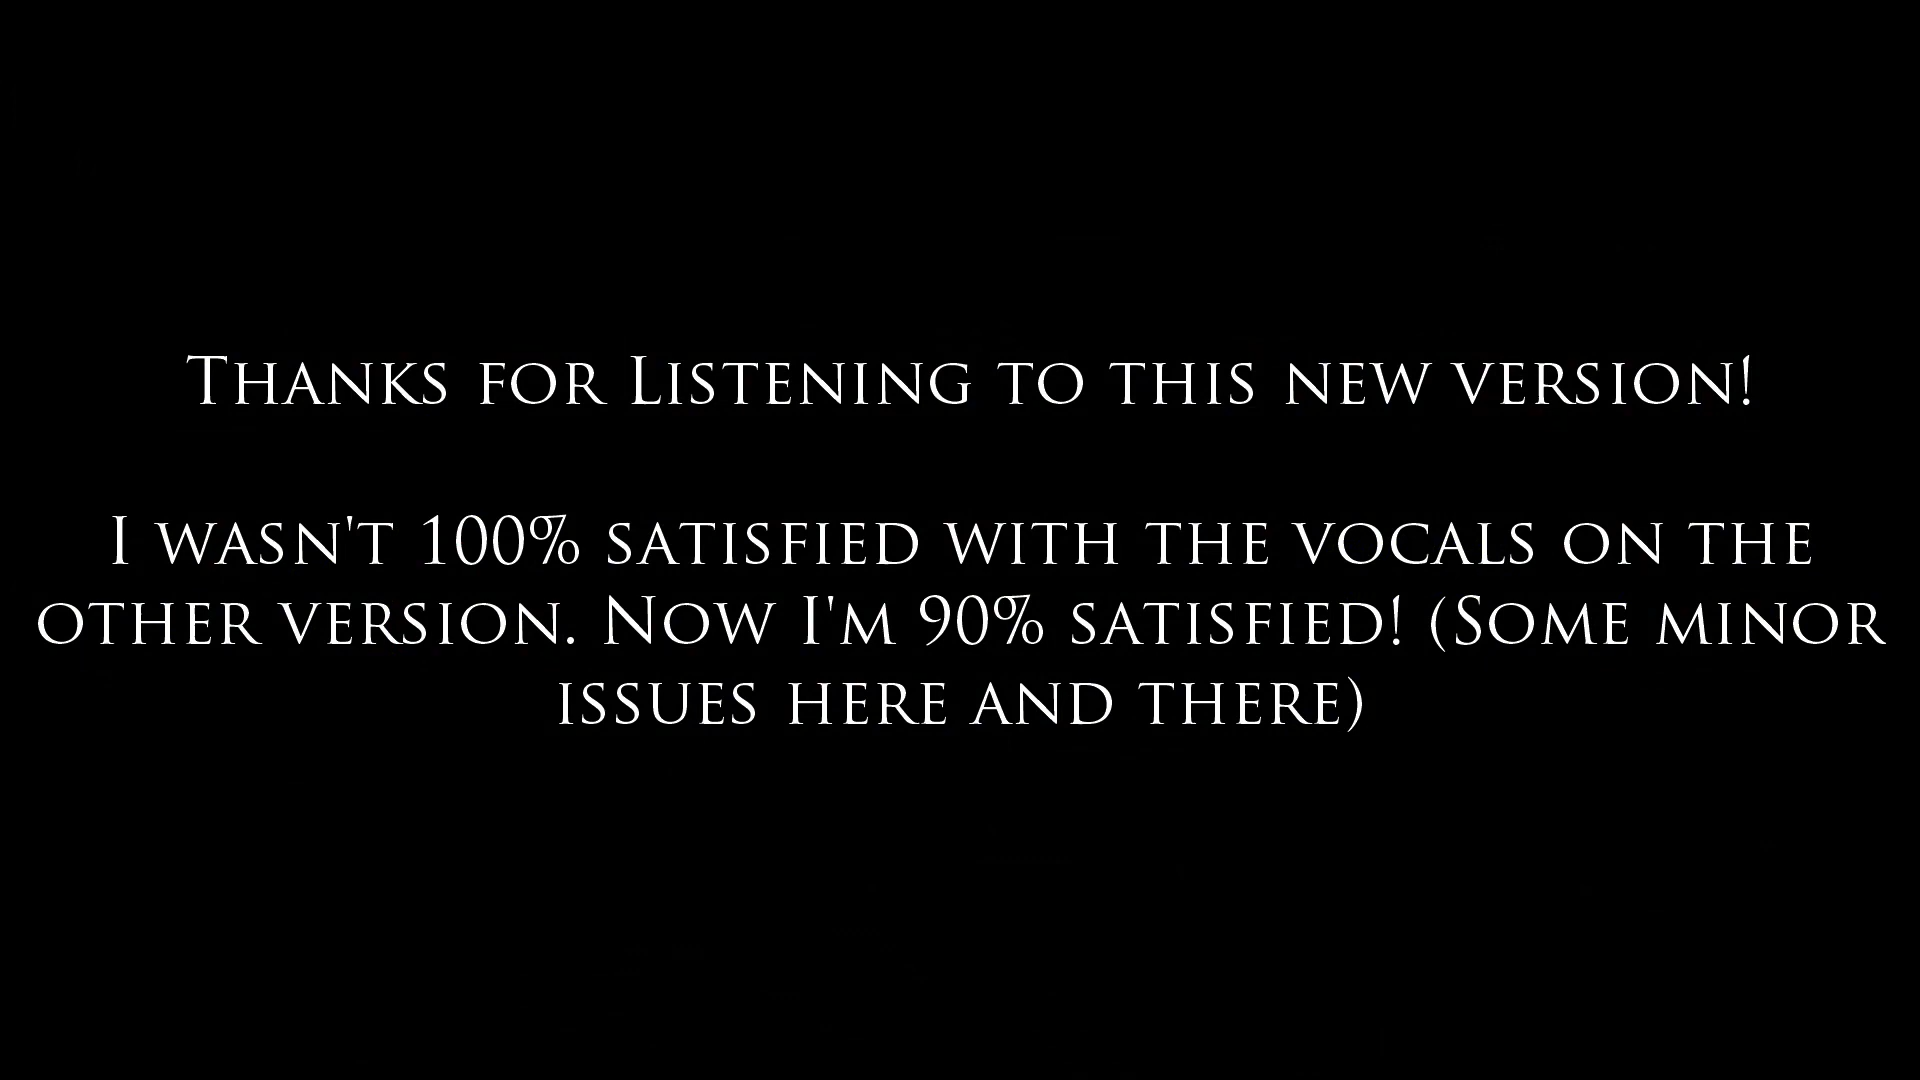 Thanks for Listening to this new version!
I wasn't 100% satisfied with the vocals on the
other version. Now I'm 90% satisfied! (Some minor
issues here and there)